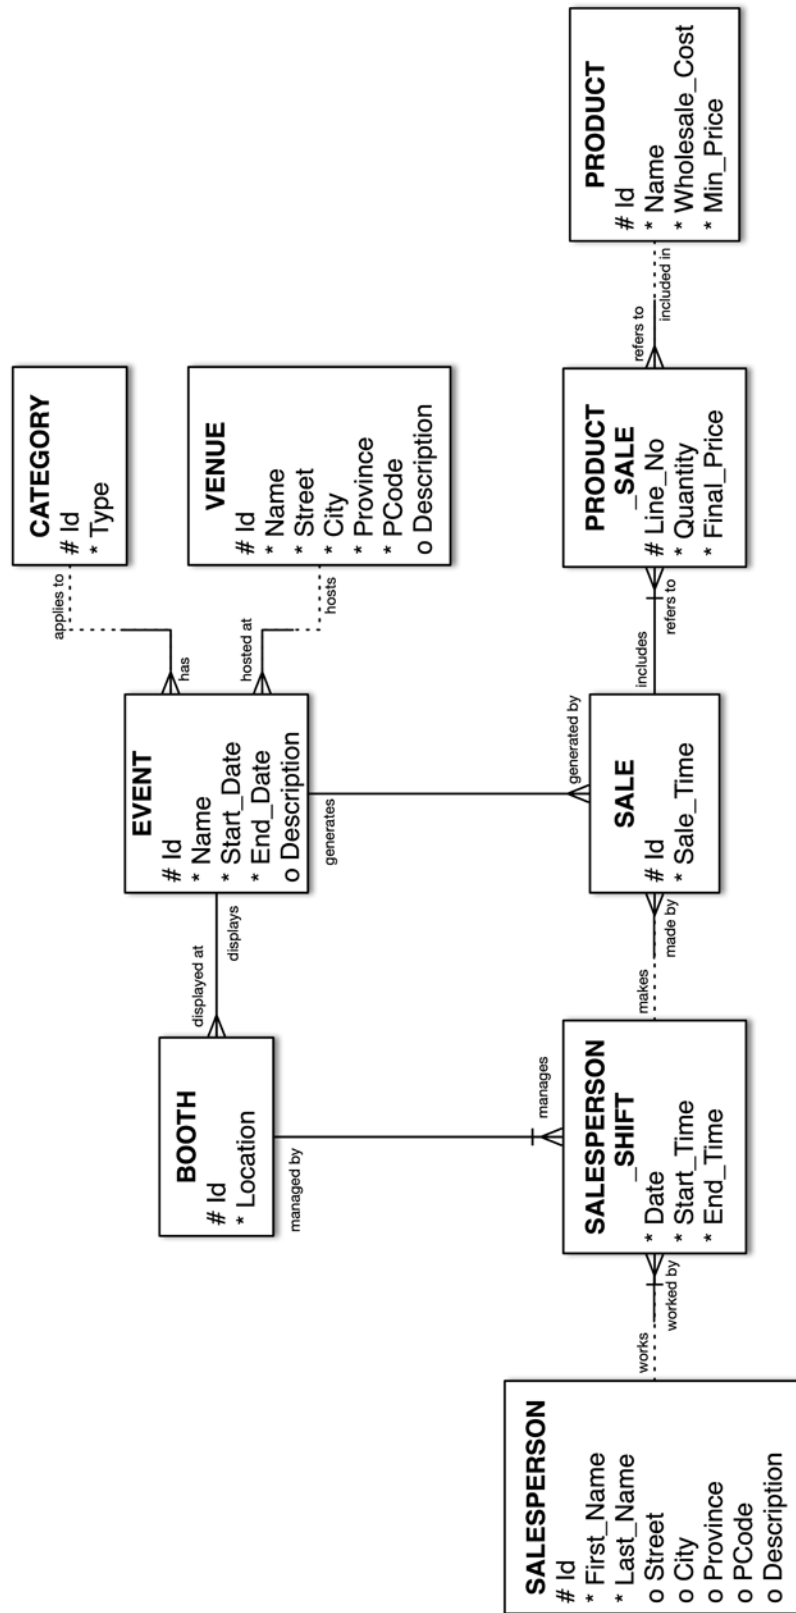 CATEGORY
# Id
* Type
applies to
has
VENUE
# Id
* Name
* Street
* City
* Province
* PCode
o Description
hosts
hosted at
EVENT
# Id
* Name
* Start_Date
* End_Date
o Description
displays
displayed at
BOOTH
# Id
* Location
managed by
manages
generates
generated by
SALESPERSON
# Id
* First_Name
* Last_Name
o Street
o City
o Province
o PCode
o Description
works
worked by
SALESPERSON
_SHIFT
* Date
* Start_Time
* End_Time
makes
made by
SALE
# Id
* Sale_Time
includes
refers to
PRODUCT
_SALE
# Line_No
* Quantity
* Final_Price
refers to
included in
PRODUCT
# Id
* Name
* Wholesale_Cost
* Min_Price